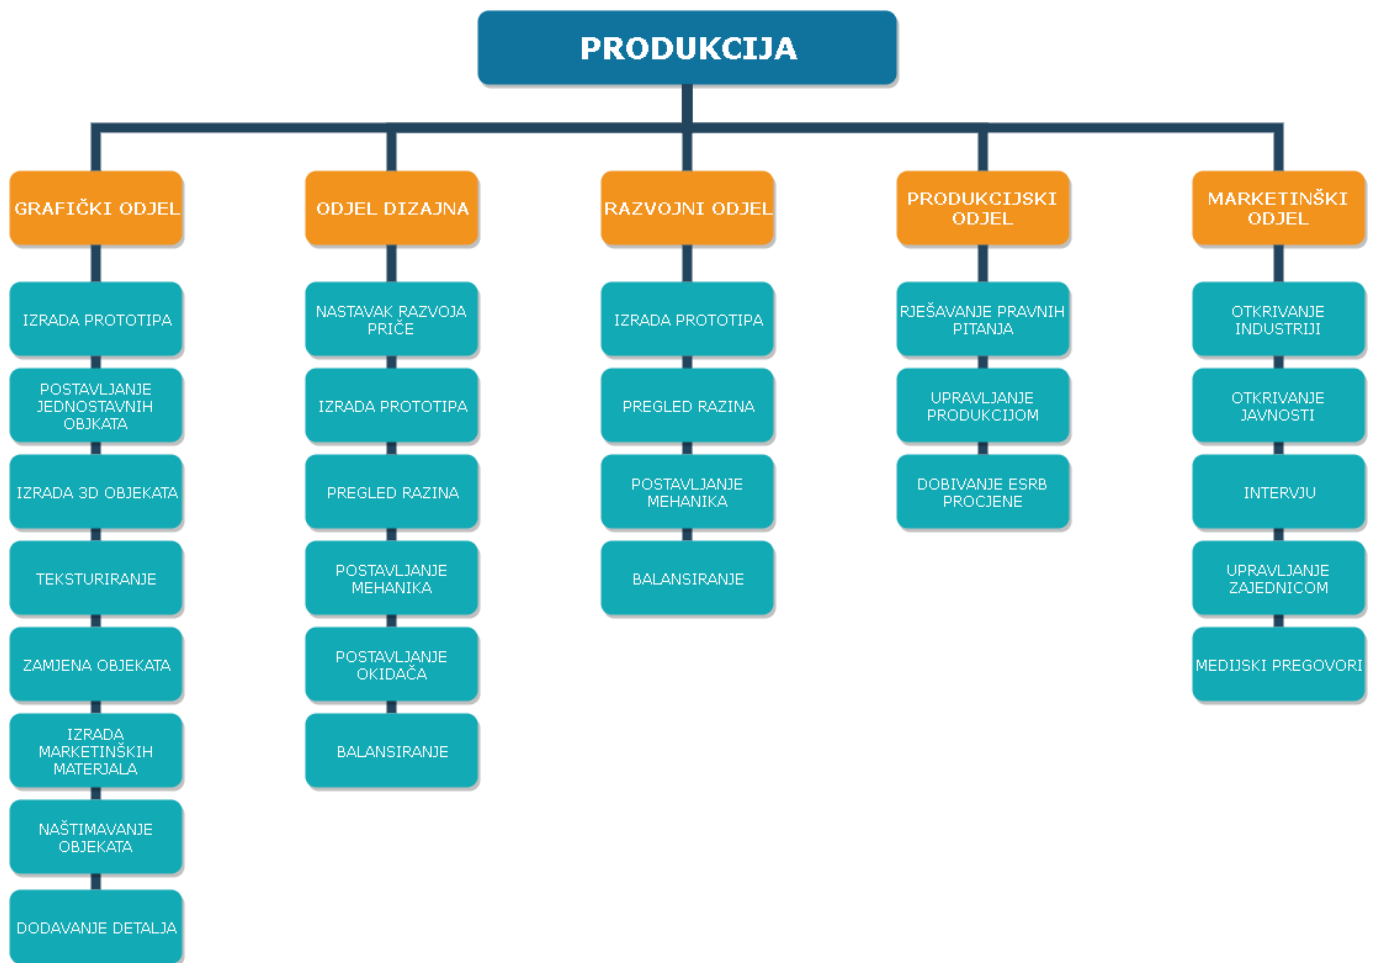 PRODUKCIJA
GRAFIČKI ODJEL
IZRADA PROTOTIPA
POSTAVLJANJE
JEDNOSTAVNIH
OBJKATA
IZRADA 3D OBJEKATA
TEKSTURIRANJE
ZAMJENA OBJEKATA
IZRADA
MARKETINŠKIH
MATERJALA
NAŠTIMAVANJE
OBJEKATA
DODAVANJE DETALJA
ODJEL DIZAJNA
NASTAVAK RAZVOJA
PRIČE
IZRADA PROTOTIPA
PREGLED RAZINA
POSTAVLJANJE
MEHANIKA
POSTAVLJANJE
OKIDAČA
BALANSIRANJE
RAZVOJNI ODJEL
IZRADA PROTOTIPA
PREGLED RAZINA
POSTAVLJANJE
MEHANIKA
BALANSIRANJE
PRODUKCIJSKI
ODJEL
RJEŠAVANJE PRAVNIH
PITANJA
UPRAVLJANJE
PRODUKCIJOM
DOBIVANJE ESRB
PROCJENE
MARKETINŠKI
ODJEL
OTKRIVANJE
INDUSTRIJI
OTKRIVANJE
JAVNOSTI
INTERVJU
UPRAVLJANJE
ZAJEDNICOM
MEDIJSKI PREGOVORI